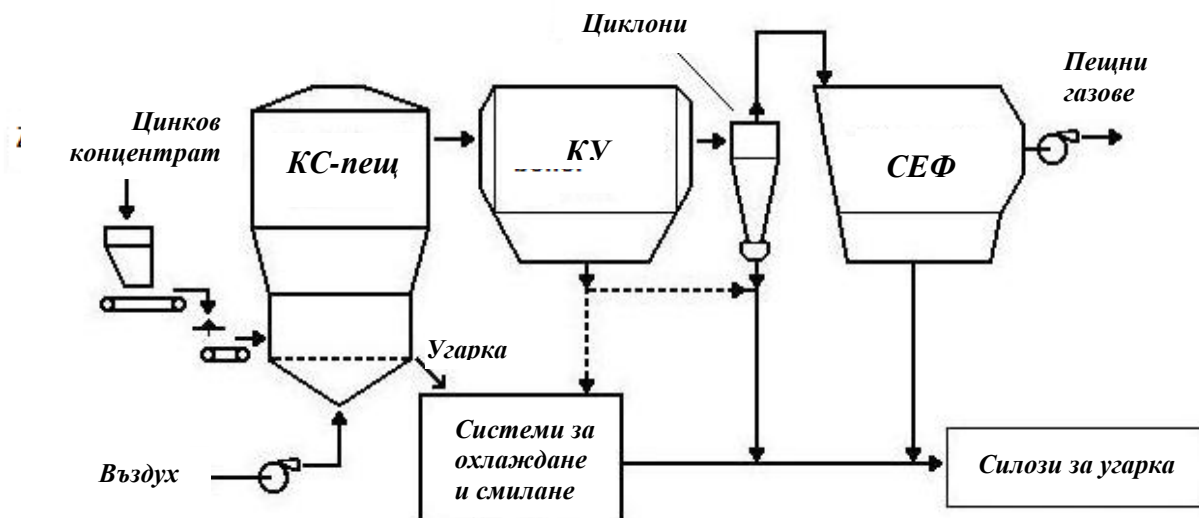 Циклони
Пещни
газове
Цинков
концентрат
КС-пещ
КУ
СЕФ
Угарка
Системи за
охлаждане
и смилане
Въздух
Силози за угарка